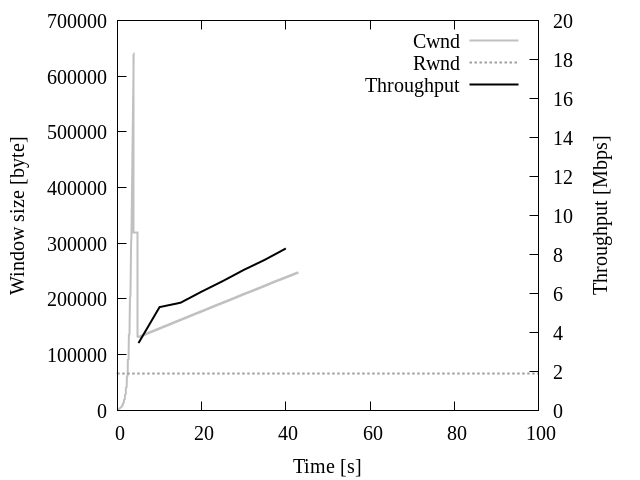 700000
600000
500000
400000
300000
200000
100000
0
Window size [byte]
20
18
16
14
12
10
8
6
4
2
0
Throughput [Mbps]
Cwnd
Rwnd
Throughput
0 20 40 60 80 100
Time [s]